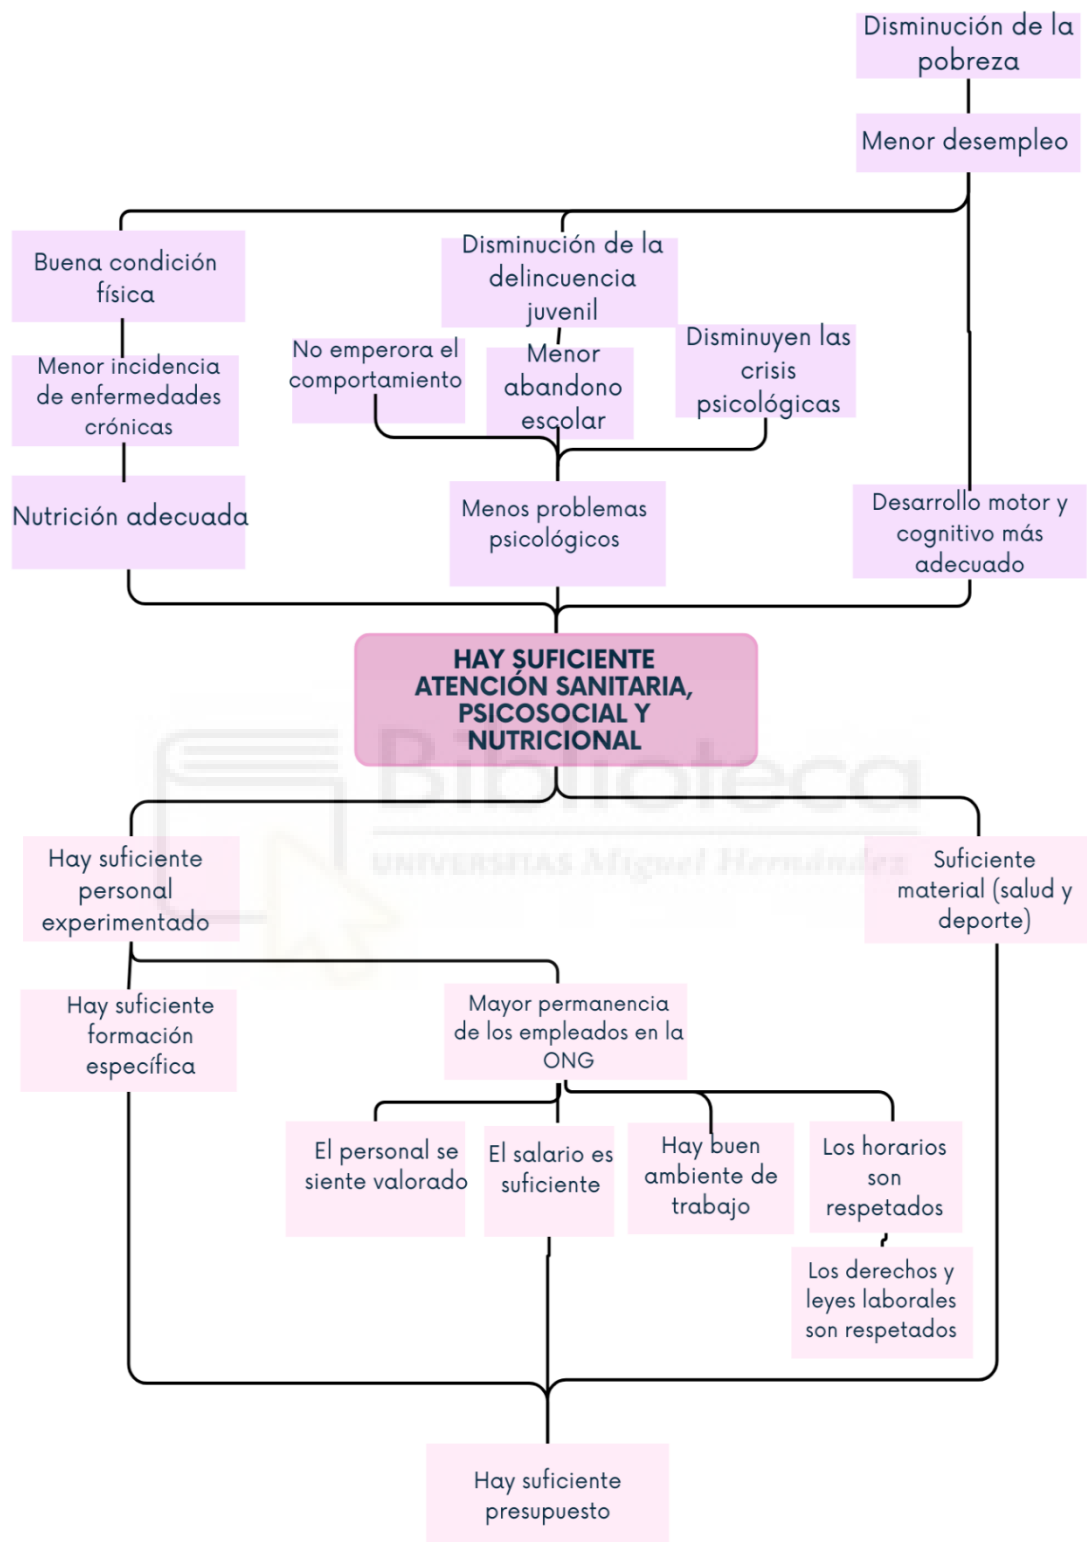 Disminución de la
pobreza
Menor desempleo
Buena condición
física
Disminución de la
delincuencia
juvenil
Menor incidencia
de enfermedades
crónicas
No emperora el
comportamiento
Menor
abandono
escolar
Disminuyen las
crisis
psicológicas
Nutrición adecuada
Menos problemas
psicológicos
Desarrollo motor y
cognitivo más
adecuado
HAY SUFICIENTE
ATENCIÓN SANITARIA,
PSICOSOCIAL Y
NUTRICIONAL
Biblioteca
UNIVERSITAS Miguel Hernández
Hay suficiente
personal
experimentado
Suficiente
material (salud y
deporte)
Hay suficiente
formación
específica
Mayor permanencia
de los empleados en la
ONG
El personal se
siente valorado
El salario es
suficiente
Hay buen
ambiente de
trabajo
Los horarios
son
respetados
Los derechos y
leyes laborales
son respetados
Hay suficiente
presupuesto